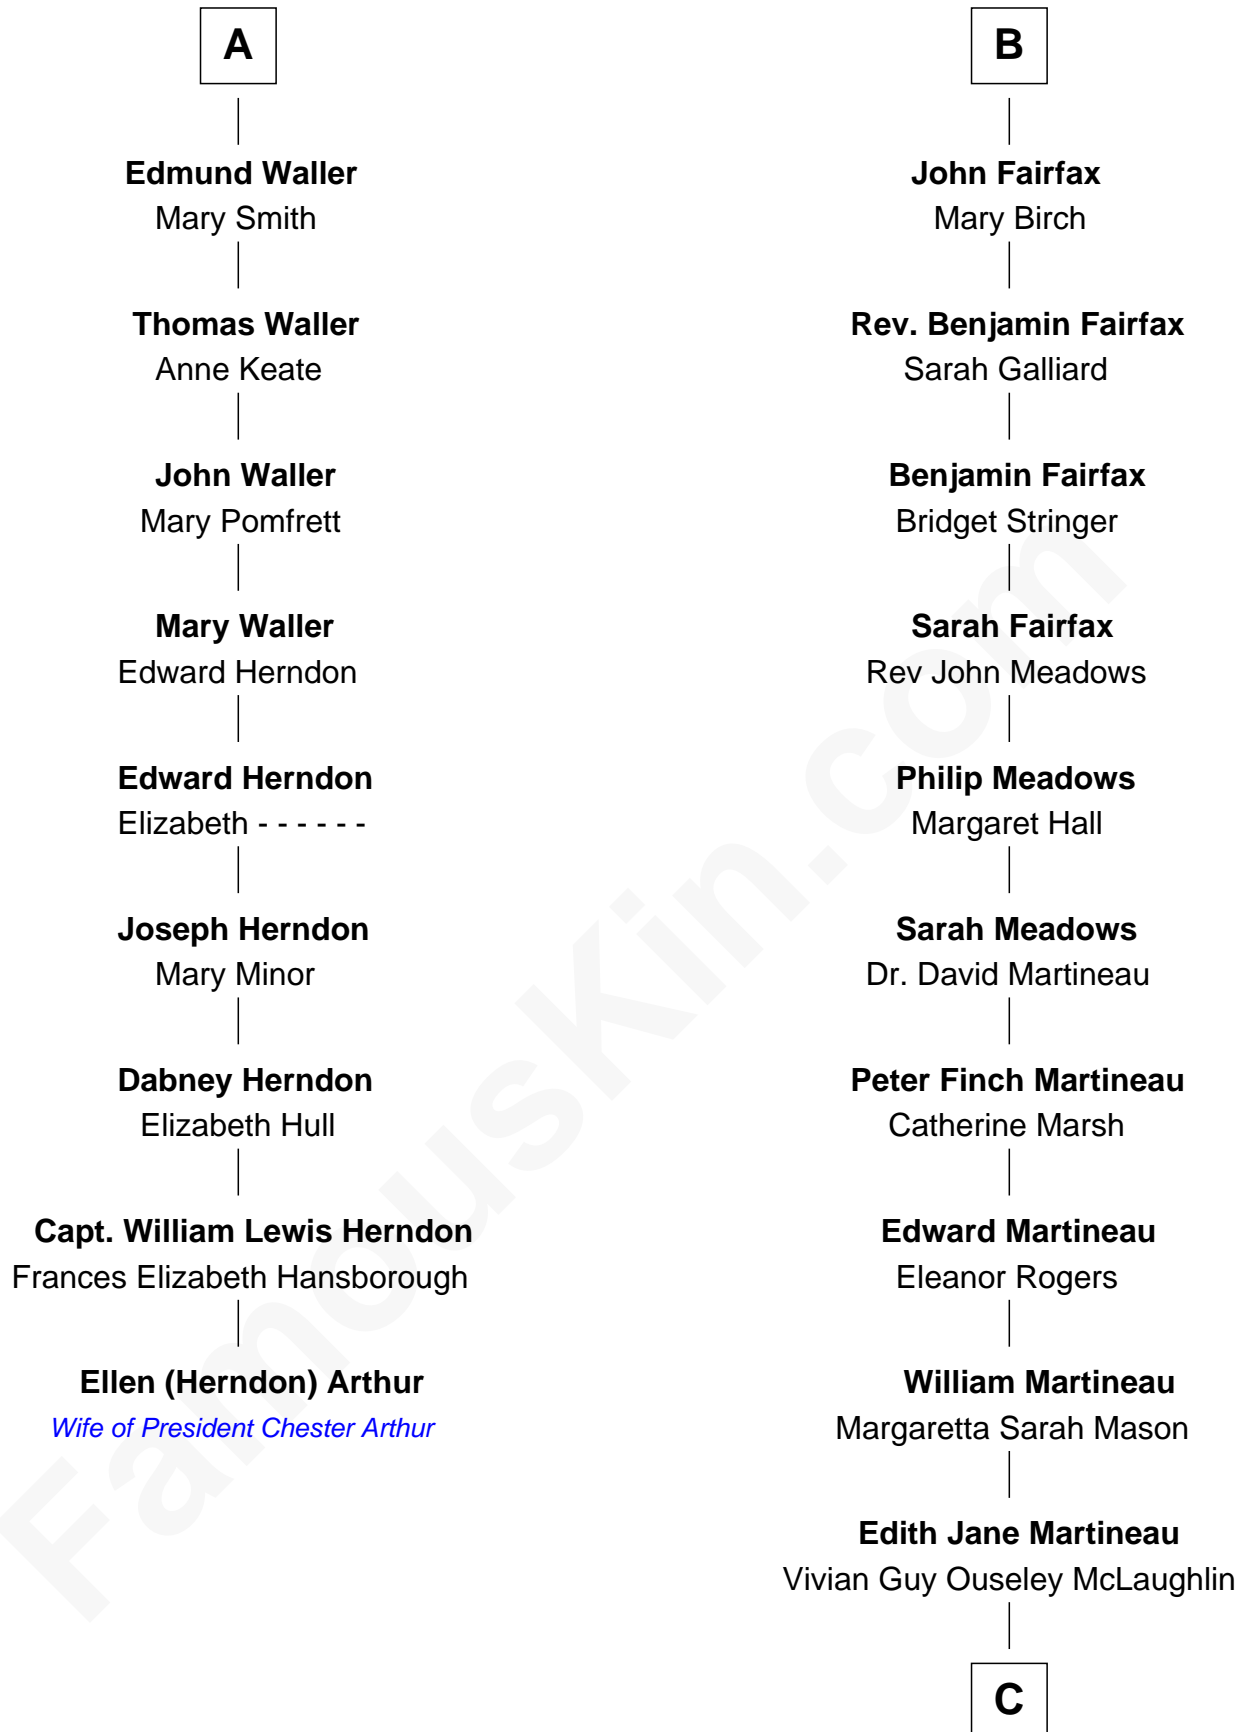 A
Edmund Waller
Mary Smith
Thomas Waller
Anne Keate
John Waller
Mary Pomfrett
Mary Waller
Edward Herndon
Edward Herndon
Elizabeth - - - - - -
Joseph Herndon
Mary Minor
Dabney Herndon
Elizabeth Hull
Capt. William Lewis Herndon
Frances Elizabeth Hansborough
Ellen (Herndon) Arthur
Wife of President Chester Arthur
B
John Fairfax
Mary Birch
Rev. Benjamin Fairfax
Sarah Galliard
Benjamin Fairfax
Bridget Stringer
Sarah Fairfax
Rev John Meadows
Philip Meadows
Margaret Hall
Sarah Meadows
Dr. David Martineau
Peter Finch Martineau
Catherine Marsh
Edward Martineau
Eleanor Rogers
William Martineau
Margaretta Sarah Mason
Edith Jane Martineau
Vivian Guy Ouseley McLaughlin
C
FamousKin.com